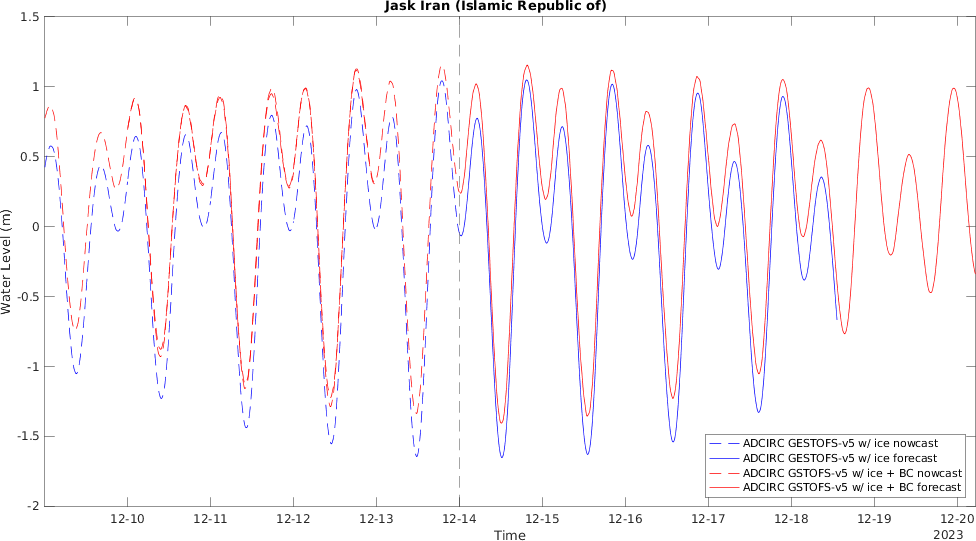 Jask Iran (Islamic Republic of)
1.5
1
0.5
0
-0.5
-1
-1.5
-2
Water Level (m)
ADCIRC GESTOFS-v5 w/ ice nowcast
ADCIRC GESTOFS-v5 w/ ice forecast
ADCIRC GSTOFS-v5 w/ ice + BC nowcast
ADCIRC GSTOFS-v5 w/ ice + BC forecast
12-10 12-11 12-12 12-13 12-14 12-15 12-16 12-17 12-18 12-19 12-20
Time
2023